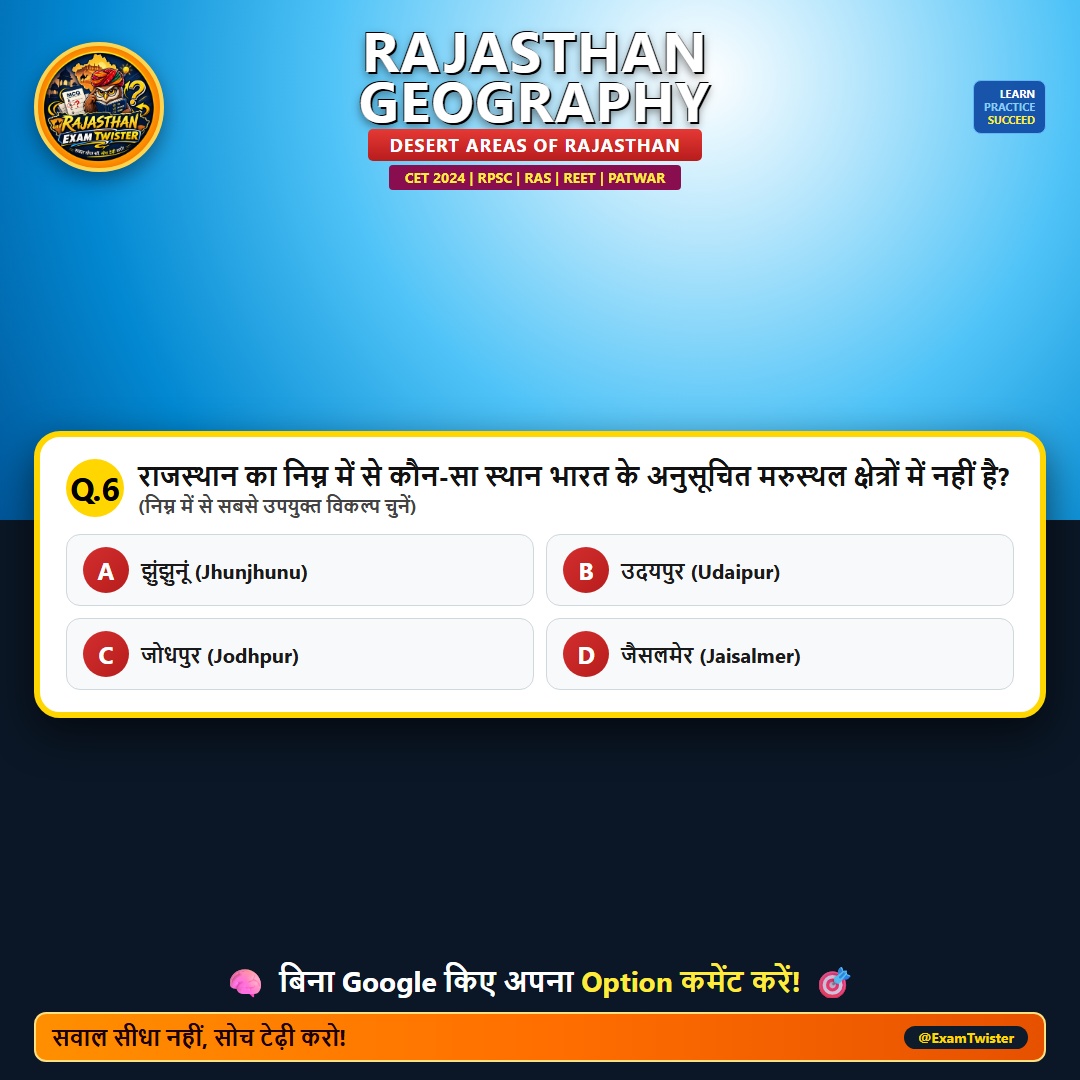 RAJASTHAN
GEOGRAPHY
DESERT AREAS OF RAJASTHAN
CET 2024 | RPSC | RAS | REET | PATWAR
MCQ
?
RAJASTHAN
EXAM TWISTER
LEARN
PRACTICE
SUCCEED
Q.6 राजस्थान का निम्न में से कौन-सा स्थान भारत के अनुसूचित मरुस्थल क्षेत्रों में नहीं है?
(निम्न में से सबसे उपयुक्त विकल्प चुनें)
A झुंझुनूं (Jhunjhunu)
B उदयपुर (Udaipur)
C जोधपुर (Jodhpur)
D जैसलमेर (Jaisalmer)
🧠 बिना Google किए अपना Option कमेंट करें! 🎯
सवाल सीधा नहीं, सोच टेढ़ी करो!
@ExamTwister